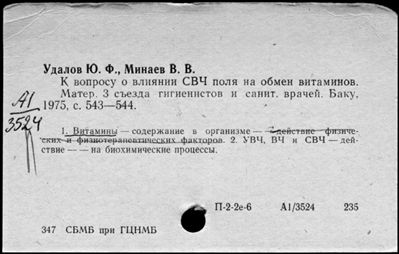 Удалов Ю. Ф., Минаев В. В.
К вопросу о влиянии СВЧ поля на обмен витаминов.
Матер. 3 съезда гигиенистов и санит. врачей. Баку,
1975, с. 543—544.
А1/
3524
1. Витамины — содержание в организме — — действие физиче-
ских и физиотерапевтических факторов. 2. УВЧ, ВЧ и СВЧ — дей-
ствие — — на биохимические процессы.
П-2-2е-6 А1/3524 235
347 СБМБ при ГЦНМБ